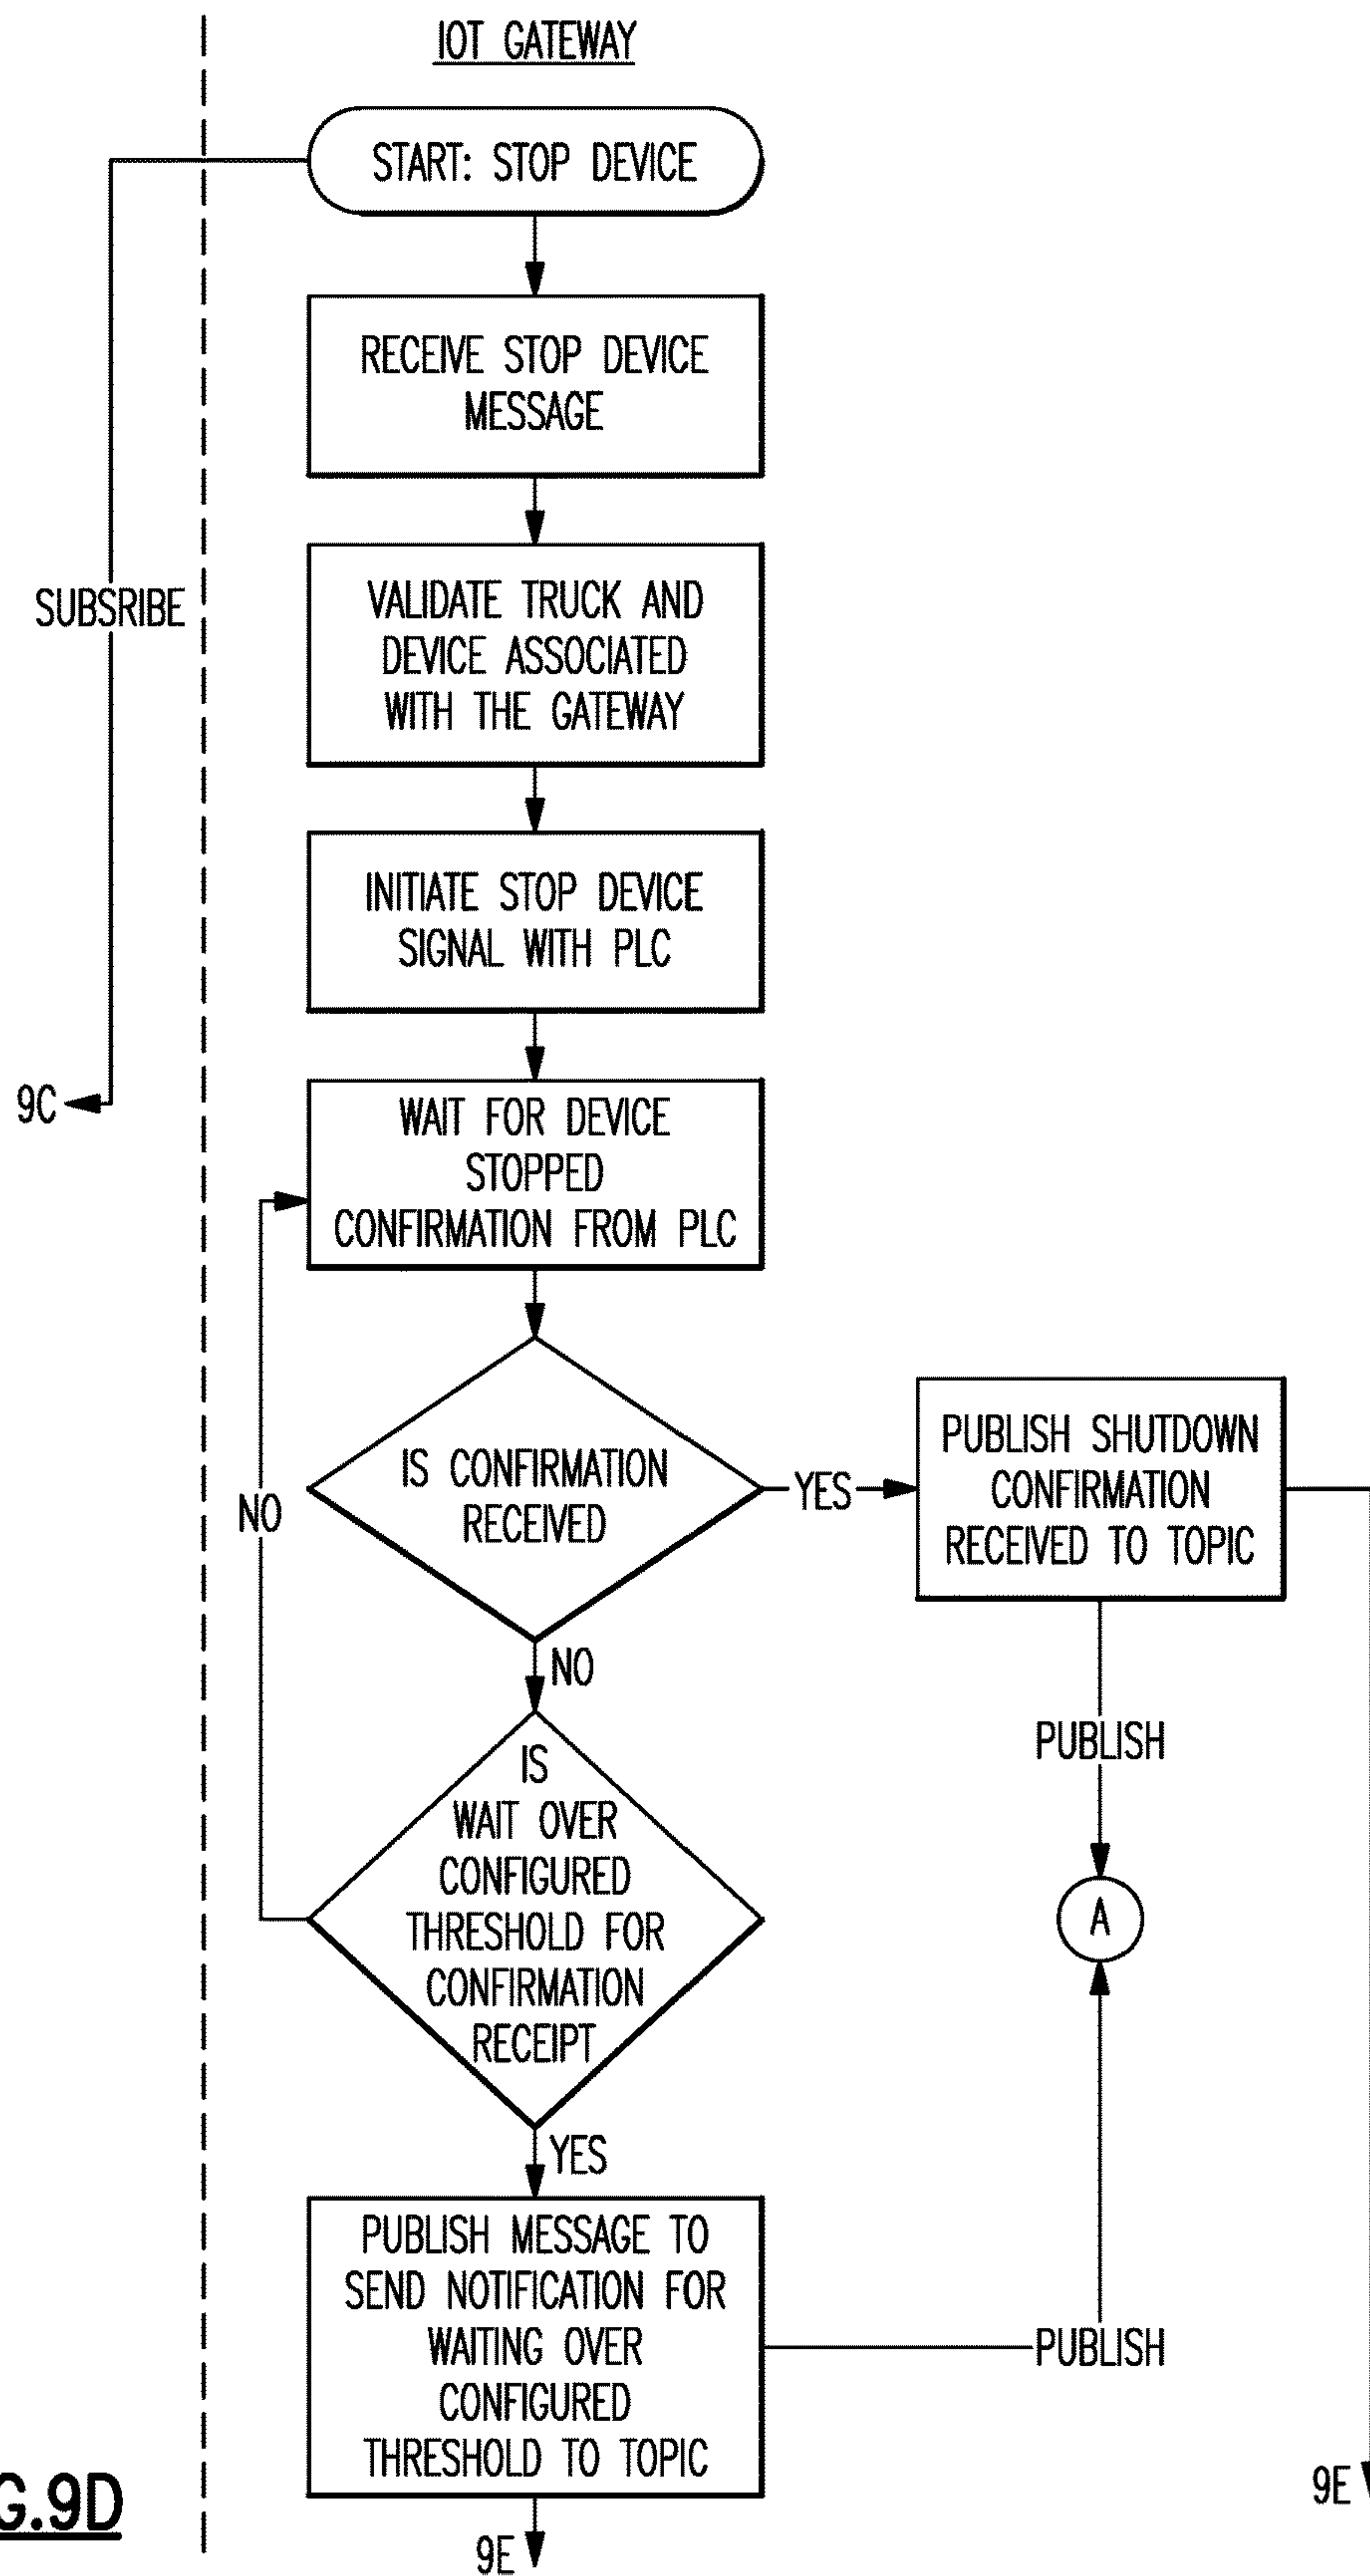 IOT GATEWAY
START: STOP DEVICE
RECEIVE STOP DEVICE
MESSAGE
VALIDATE TRUCK AND
DEVICE ASSOCIATED
WITH THE GATEWAY
SUBSRIBE
INITIATE STOP DEVICE
SIGNAL WITH PLC
9C
WAIT FOR DEVICE
STOPPED
CONFIRMATION FROM PLC
IS CONFIRMATION
RECEIVED
YES
PUBLISH SHUTDOWN
CONFIRMATION
RECEIVED TO TOPIC
NO
NO
PUBLISH
IS
WAIT OVER
CONFIGURED
THRESHOLD FOR
CONFIRMATION
RECEIPT
A
YES
PUBLISH MESSAGE TO
SEND NOTIFICATION FOR
WAITING OVER
CONFIGURED
THRESHOLD TO TOPIC
PUBLISH
9E
9E
G.9D